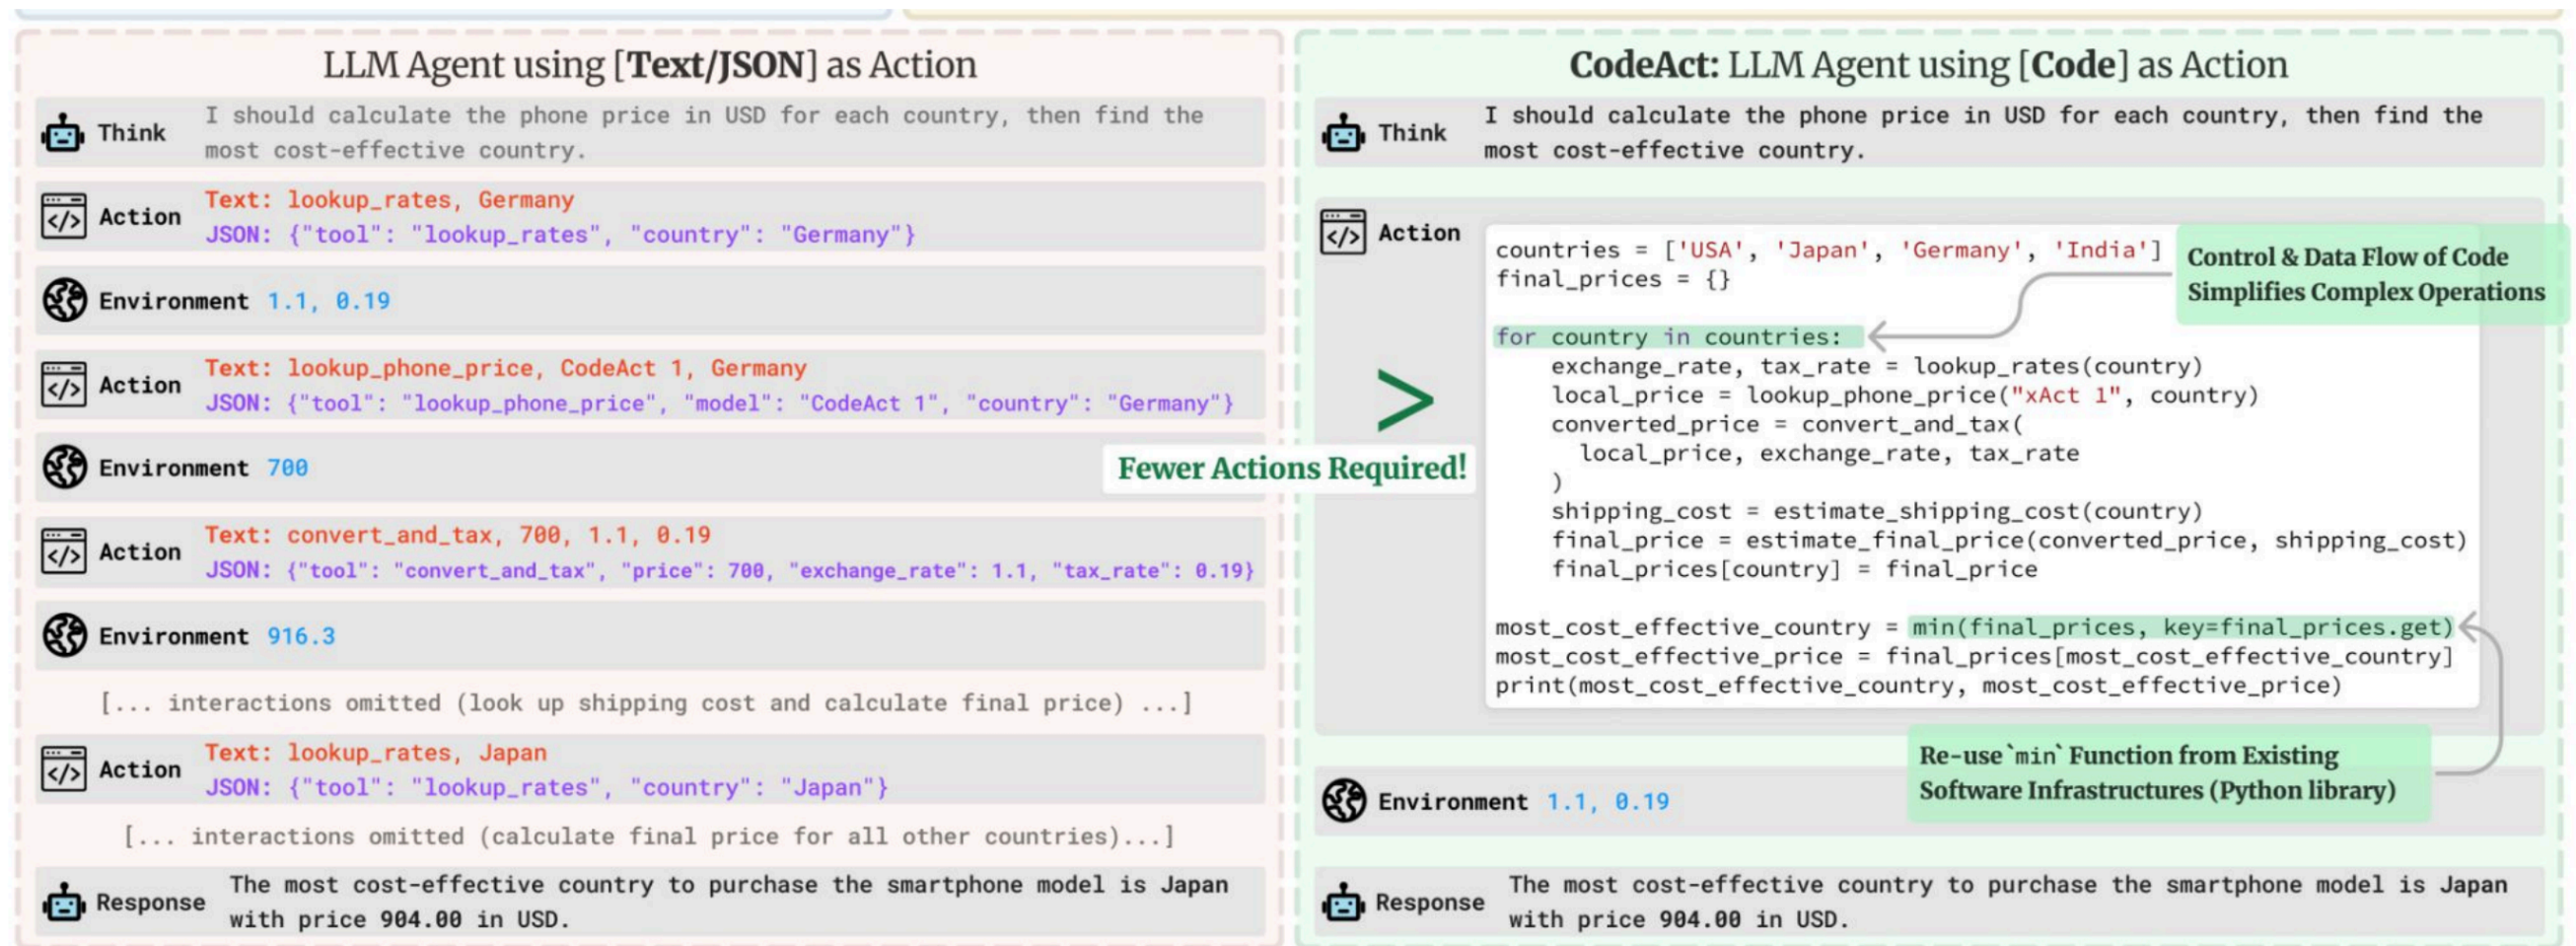 LLM Agent using [Text/JSON] as Action
Think
I should calculate the phone price in USD for each country, then find the
most cost-effective country.
Action
Text: lookup_rates, Germany
JSON: {"tool": "lookup_rates", "country": "Germany"}
Environment 1.1, 0.19
Action
Text: lookup_phone_price, CodeAct 1, Germany
JSON: {"tool": "lookup_phone_price", "model": "CodeAct 1", "country": "Germany"}
Environment 700
Action
Text: convert_and_tax, 700, 1.1, 0.19
JSON: {"tool": "convert_and_tax", "price": 700, "exchange_rate": 1.1, "tax_rate": 0.19}
Environment 916.3
[... interactions omitted (look up shipping cost and calculate final price) ...]
Action
Text: lookup_rates, Japan
JSON: {"tool": "lookup_rates", "country": "Japan"}
[... interactions omitted (calculate final price for all other countries)...]
Response
The most cost-effective country to purchase the smartphone model is Japan
with price 904.00 in USD.
Fewer Actions Required!
>
CodeAct: LLM Agent using [Code] as Action
Think
I should calculate the phone price in USD for each country, then find the
most cost-effective country.
Action
countries = ['USA', 'Japan', 'Germany', 'India']
final_prices = {}
for country in countries:
exchange_rate, tax_rate = lookup_rates(country)
local_price = lookup_phone_price("xAct 1", country)
converted_price = convert_and_tax(
local_price, exchange_rate, tax_rate
)
shipping_cost = estimate_shipping_cost(country)
final_price = estimate_final_price(converted_price, shipping_cost)
final_prices[country] = final_price
most_cost_effective_country = min(final_prices, key=final_prices.get)
most_cost_effective_price = final_prices[most_cost_effective_country]
print(most_cost_effective_country, most_cost_effective_price)
Control & Data Flow of Code
Simplifies Complex Operations
Re-use `min` Function from Existing
Software Infrastructures (Python library)
Environment 1.1, 0.19
Response
The most cost-effective country to purchase the smartphone model is Japan
with price 904.00 in USD.